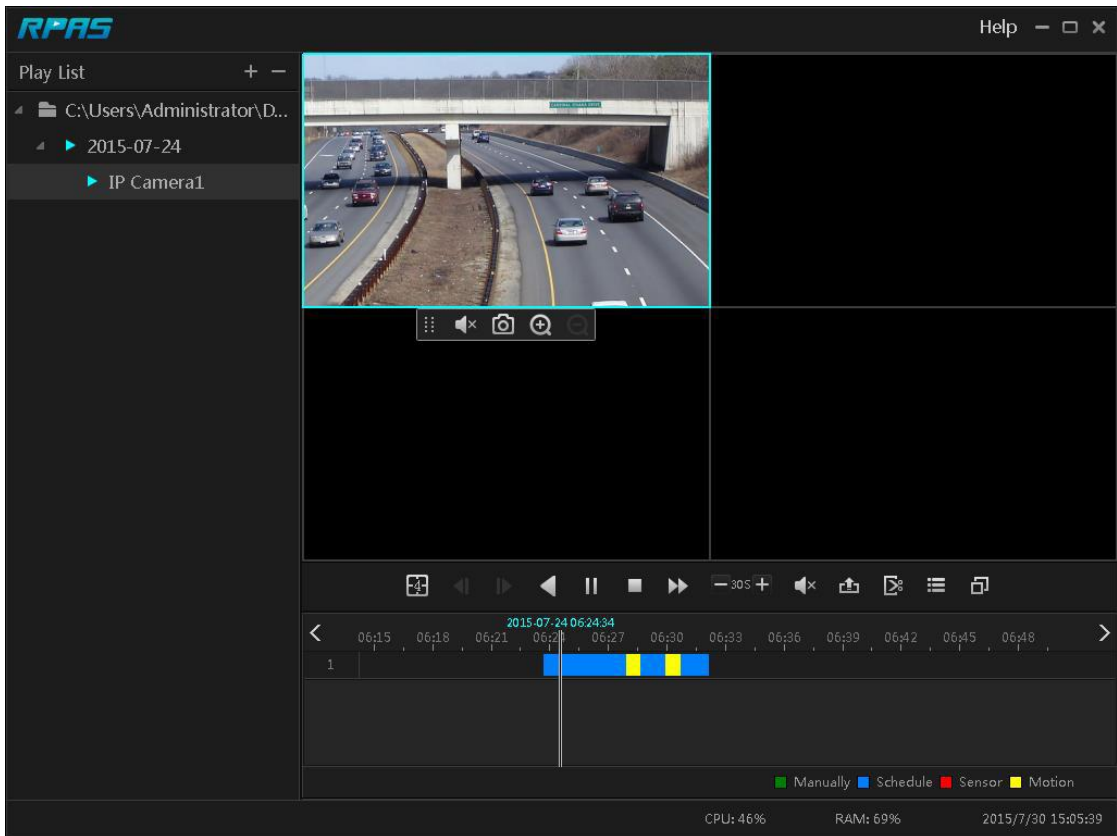 RPAS
Help
Play List + −
C:\Users\Administrator\D...
2015-07-24
IP Camera1
4
30S
2015-07-24 06:24:34
06:15 06:18 06:21 06:24 06:27 06:30 06:33 06:36 06:39 06:42 06:45 06:48
1
Manually Schedule Sensor Motion
CPU: 46% RAM: 69% 2015/7/30 15:05:39